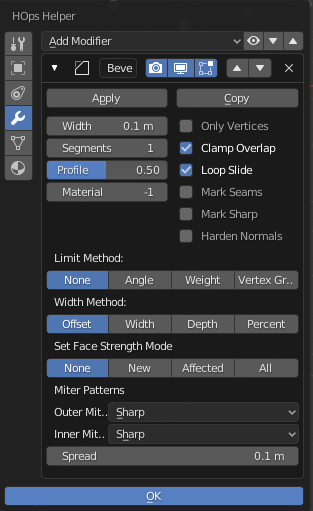 HOps Helper
Add Modifier
Beve
Apply Copy
Width 0.1 m Only Vertices
Segments 1 Clamp Overlap
Profile 0.50 Loop Slide
Material -1 Mark Seams
Mark Sharp
Harden Normals
Limit Method:
None Angle Weight Vertex Gr..
Width Method:
Offset Width Depth Percent
Set Face Strength Mode
None New Affected All
Miter Patterns
Outer Mit.. Sharp
Inner Mit.. Sharp
Spread 0.1 m
OK